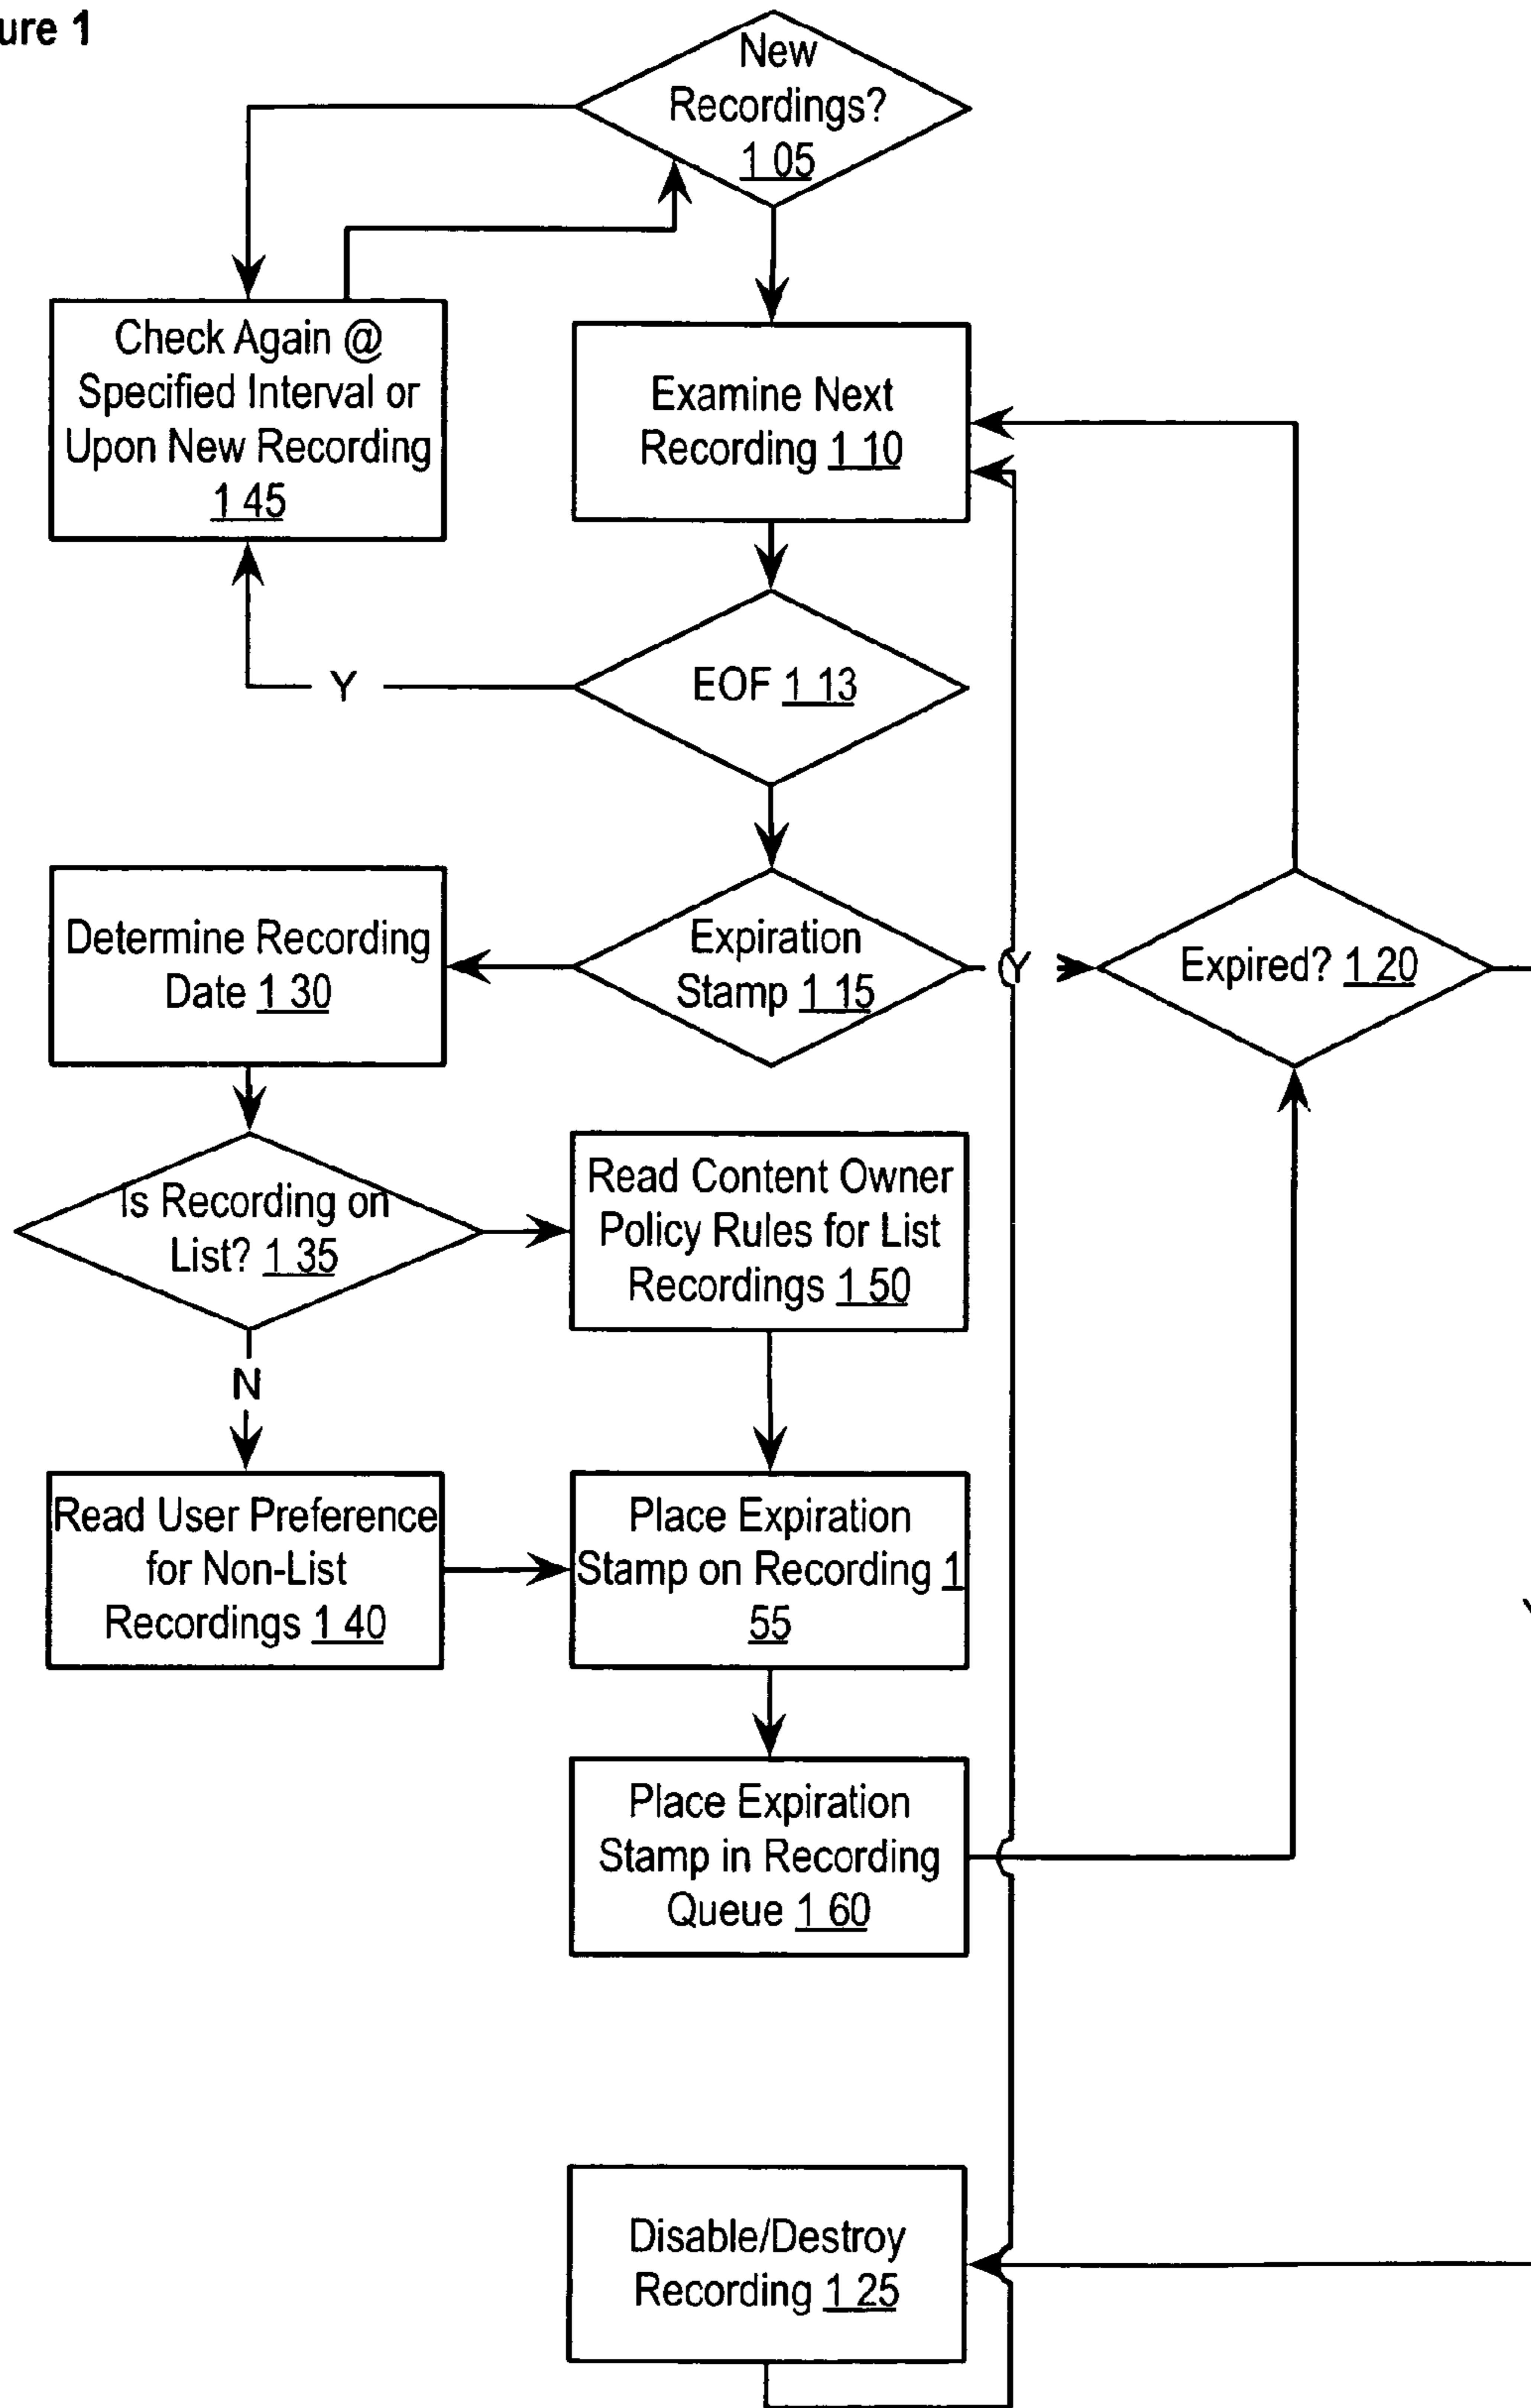 ure 1
New
Recordings?
1 05
Check Again @
Specified Interval or
Upon New Recording
1 45
Examine Next
Recording 1 10
Y
EOF 1 13
Determine Recording
Date 1 30
Expiration
Stamp 1 15
Y
Expired? 1 20
Is Recording on
List? 1 35
Read Content Owner
Policy Rules for List
Recordings 1 50
N
Read User Preference
for Non-List
Recordings 1 40
Place Expiration
Stamp on Recording 1
55
Place Expiration
Stamp in Recording
Queue 1 60
Disable/Destroy
Recording 1 25